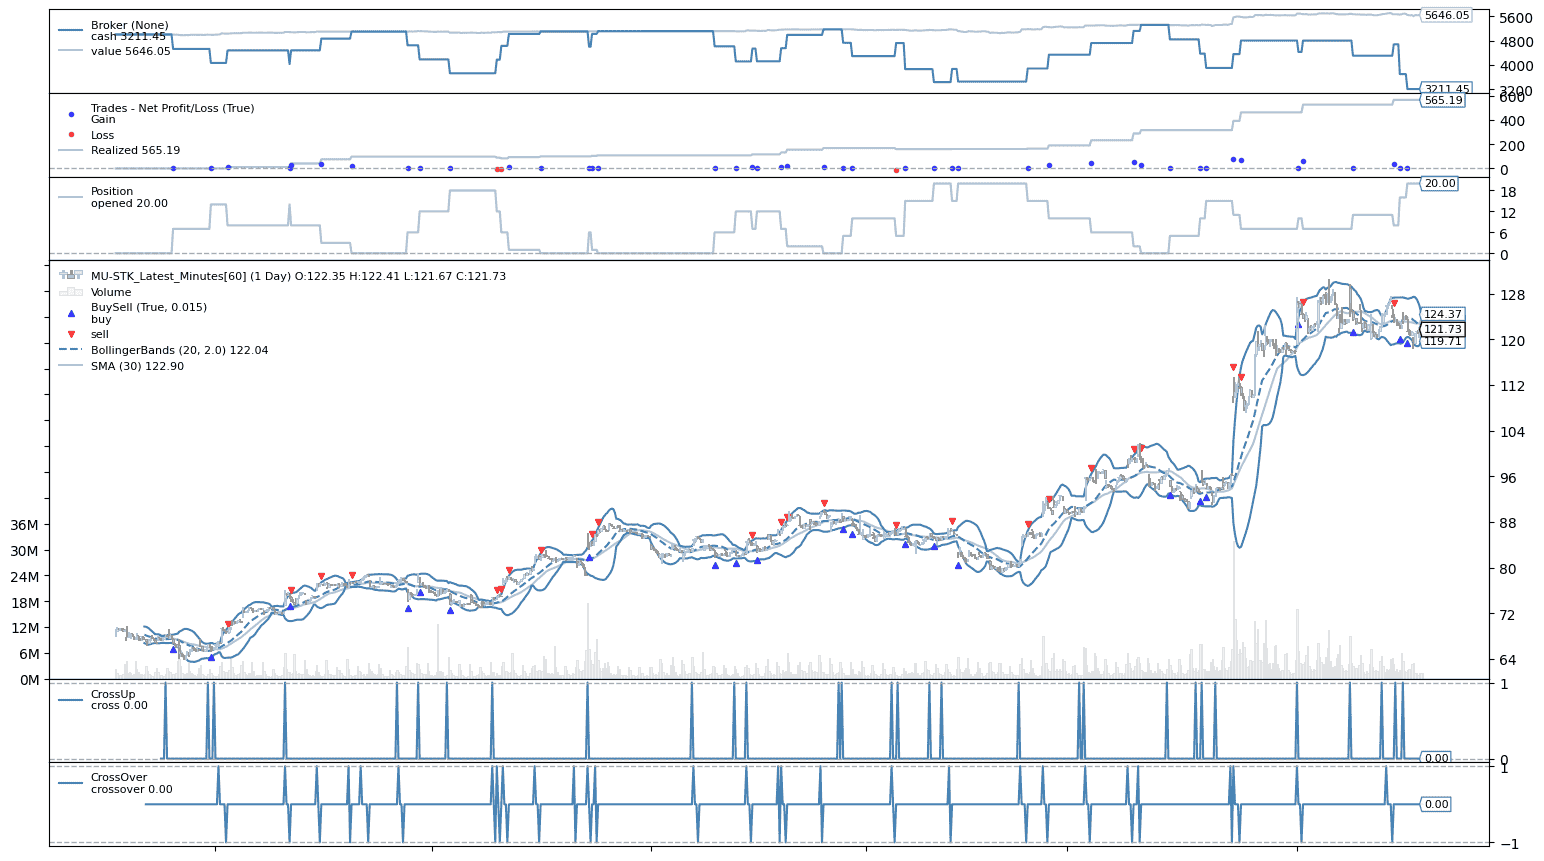 Broker (None)
cash 3211.45
value 5646.05
5646.05
5600
4800
4000
3200
3211.45
Trades - Net Profit/Loss (True)
Gain
Loss
Realized 565.19
600
565.19
400
200
0
Position
opened 20.00
20.00
18
12
6
0
MU-STK_Latest_Minutes[60] (1 Day) O:122.35 H:122.41 L:121.67 C:121.73
Volume
BuySell (True, 0.015)
buy
sell
BollingerBands (20, 2.0) 122.04
SMA (30) 122.90
128
124.37
121.73
119.71
120
112
104
96
88
80
72
64
36M
30M
24M
18M
12M
6M
0M
CrossUp
cross 0.00
1
0.00
0
CrossOver
crossover 0.00
1
0.00
−1